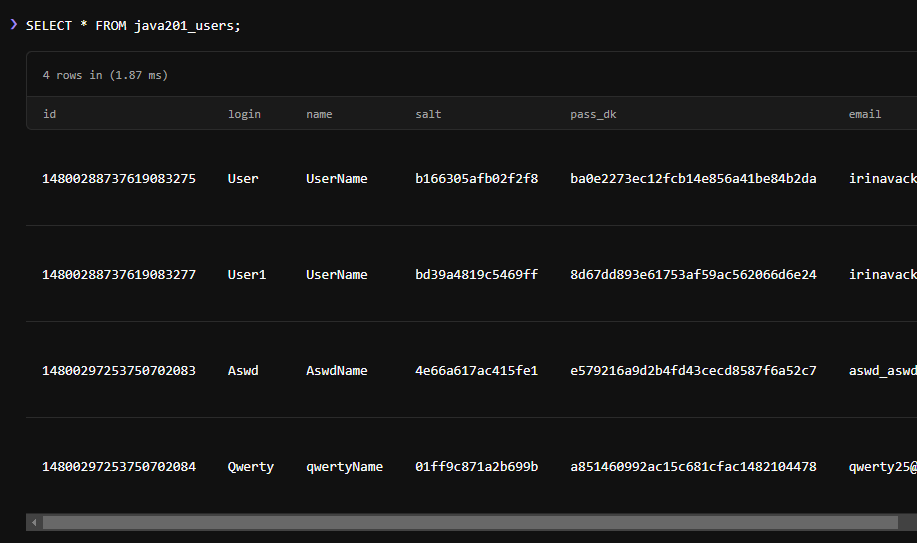 SELECT * FROM java201_users;
4 rows in (1.87 ms)
id login name salt pass_dk email
14800288737619083275 User UserName b166305afb02f2f8 ba0e2273ec12fcb14e856a41be84b2da irinavack
14800288737619083277 User1 UserName bd39a4819c5469ff 8d67dd893e61753af59ac562066d6e24 irinavack
14800297253750702083 Aswd AswdName 4e66a617ac415fe1 e579216a9d2b4fd43cecd8587f6a52c7 aswd_aswd
14800297253750702084 Qwerty qwertyName 01ff9c871a2b699b a851460992ac15c681cfac1482104478 qwerty25@